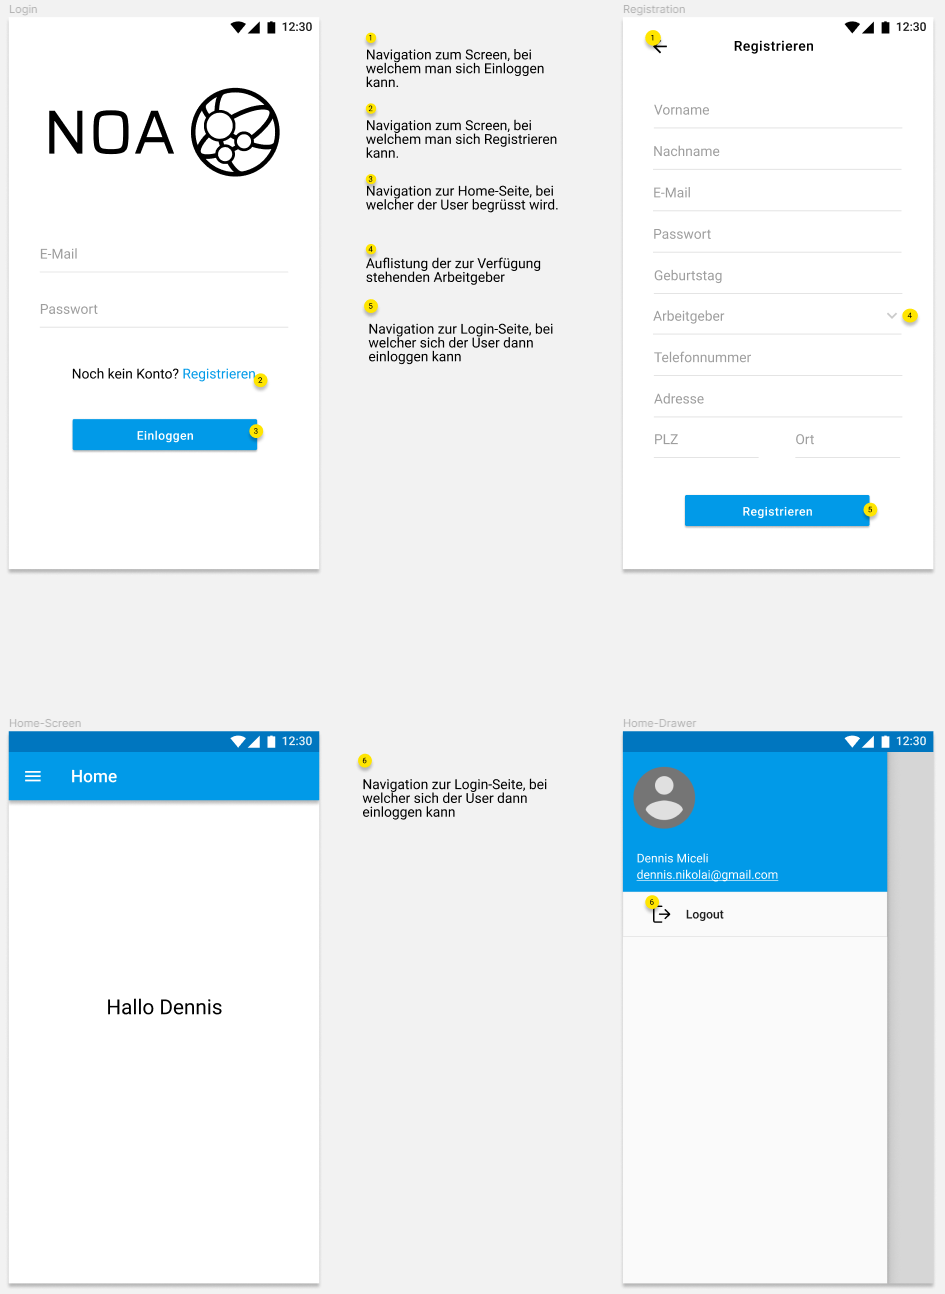 Login
12:30
NOA
E-Mail
Passwort
Noch kein Konto? Registrieren
2
Einloggen
3
1
Navigation zum Screen, bei
welchem man sich Einloggen
kann.
2
Navigation zum Screen, bei
welchem man sich Registrieren
kann.
3
Navigation zur Home-Seite, bei
welcher der User begrüsst wird.
4
Auflistung der zur Verfügung
stehenden Arbeitgeber
5
Navigation zur Login-Seite, bei
welcher sich der User dann
einloggen kann
Registration
12:30
1
Registrieren
Vorname
Nachname
E-Mail
Passwort
Geburtstag
Arbeitgeber
4
Telefonnummer
Adresse
PLZ
Ort
Registrieren
5
Home-Screen
12:30
Home
Hallo Dennis
6
Navigation zur Login-Seite, bei
welcher sich der User dann
einloggen kann
Home-Drawer
12:30
Dennis Miceli
dennis.nikolai@gmail.com
6
Logout